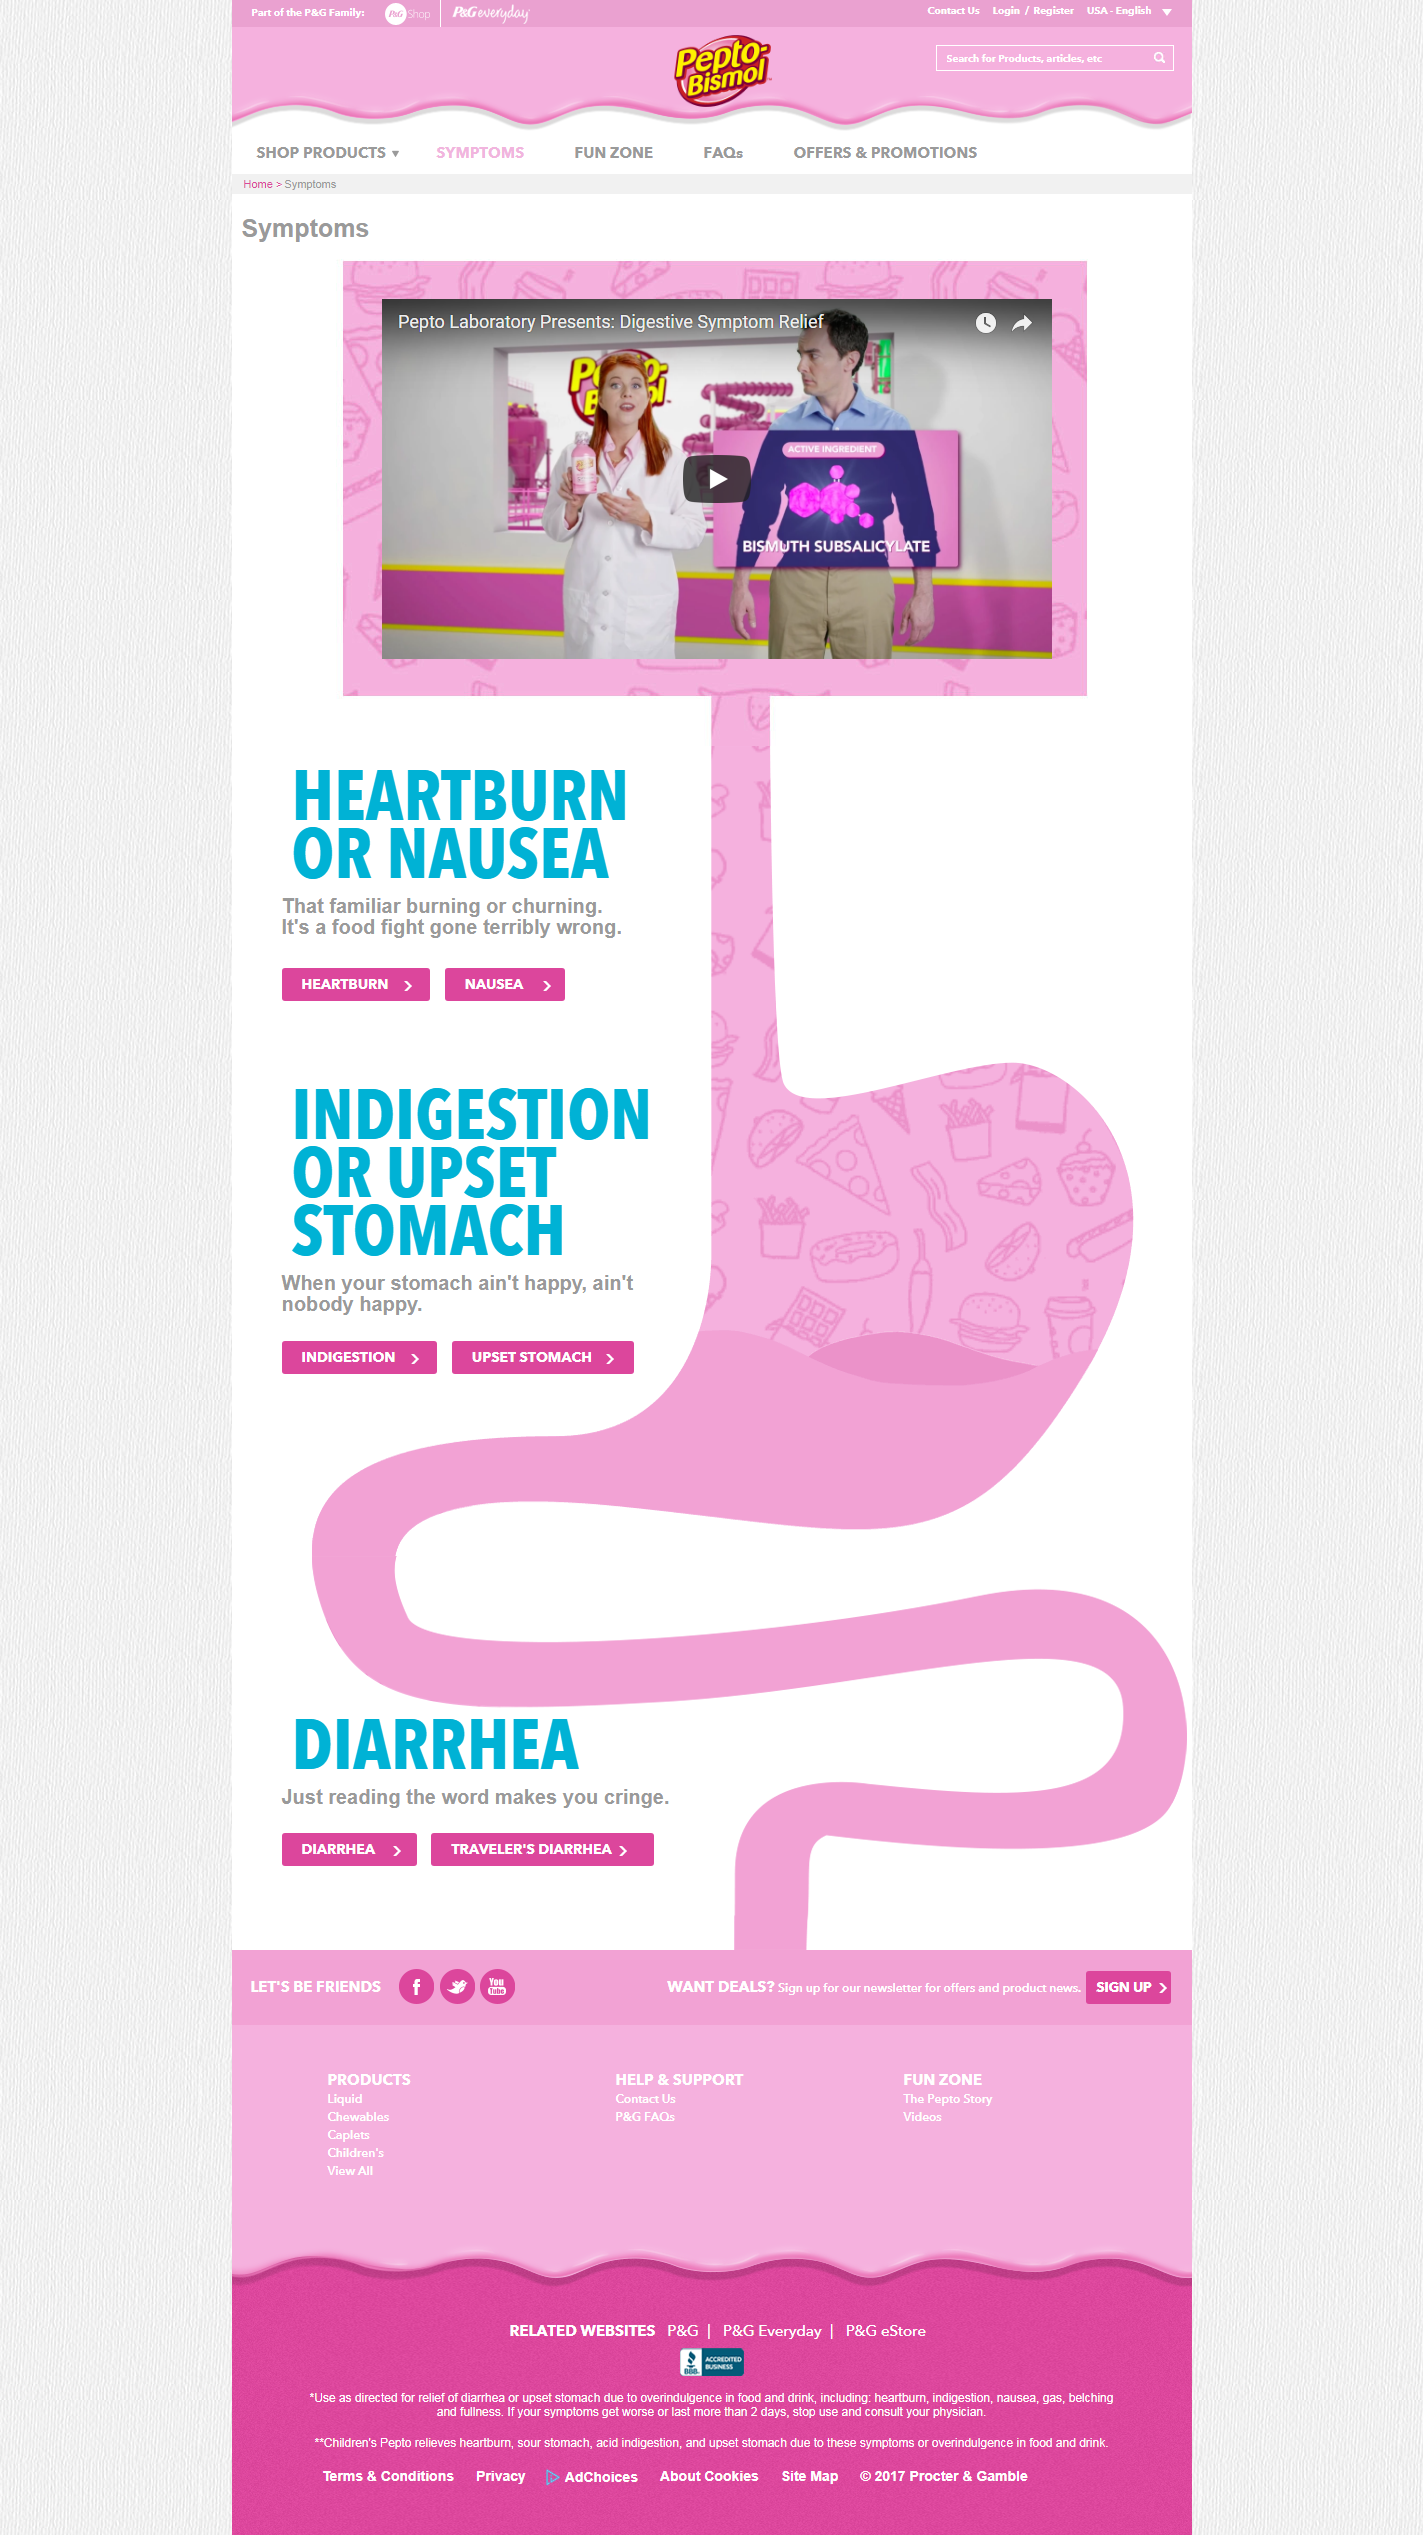 Part of the P&G Family:
P&G Shop
P&G everyday
Contact Us
Login / Register
USA - English
Pepto-
Bismol
Search for Products, articles, etc
SHOP PRODUCTS
SYMPTOMS
FUN ZONE
FAQs
OFFERS & PROMOTIONS
Home > Symptoms
Symptoms
Pepto Laboratory Presents: Digestive Symptom Relief
ACTIVE INGREDIENT
BISMUTH SUBSALICYLATE
HEARTBURN
OR NAUSEA
That familiar burning or churning.
It's a food fight gone terribly wrong.
HEARTBURN
NAUSEA
INDIGESTION
OR UPSET
STOMACH
When your stomach ain't happy, ain't
nobody happy.
INDIGESTION
UPSET STOMACH
DIARRHEA
Just reading the word makes you cringe.
DIARRHEA
TRAVELER'S DIARRHEA
LET'S BE FRIENDS
You
Tube
WANT DEALS? Sign up for our newsletter for offers and product news.
SIGN UP
PRODUCTS
Liquid
Chewables
Caplets
Children's
View All
HELP & SUPPORT
Contact Us
P&G FAQs
FUN ZONE
The Pepto Story
Videos
RELATED WEBSITES P&G | P&G Everyday | P&G eStore
BBB
ACCREDITED
BUSINESS
*Use as directed for relief of diarrhea or upset stomach due to overindulgence in food and drink, including: heartburn, indigestion, nausea, gas, belching
and fullness. If your symptoms get worse or last more than 2 days, stop use and consult your physician.
**Children's Pepto relieves heartburn, sour stomach, acid indigestion, and upset stomach due to these symptoms or overindulgence in food and drink.
Terms & Conditions
Privacy
AdChoices
About Cookies
Site Map
© 2017 Procter & Gamble